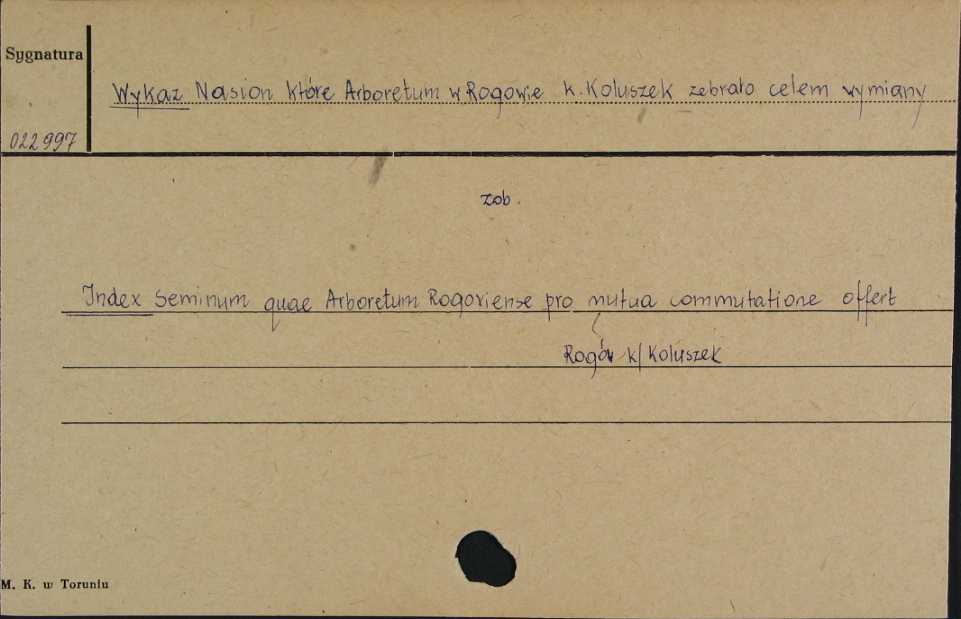 Sygnatura
Wykaz Nasion które Arboretum w Rogowie k. Koluszek zebrało celem wymiany
022997
zob.
Index Seminum quae Arboretum Rogoviense pro mutua commutatione offert
Rogów k/Koluszek
M. K. w Toruniu